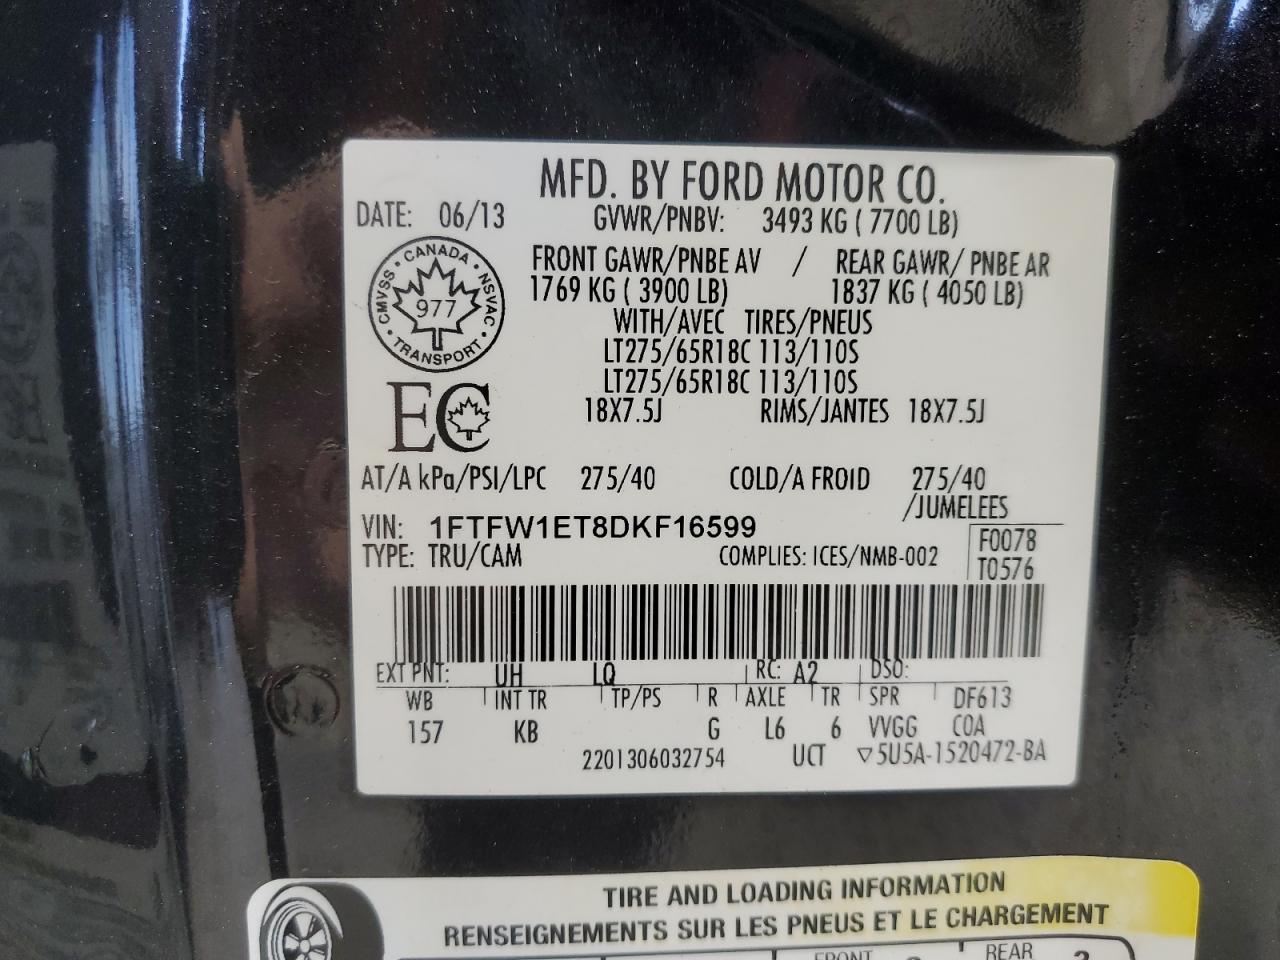 MFD. BY FORD MOTOR CO.
DATE: 06/13 GVWR/PNBV: 3493 KG ( 7700 LB)
FRONT GAWR/PNBE AV / REAR GAWR/ PNBE AR
1769 KG ( 3900 LB) 1837 KG ( 4050 LB)
WITH/AVEC TIRES/PNEUS
LT275/65R18C 113/110S
LT275/65R18C 113/110S
18X7.5J RIMS/JANTES 18X7.5J
CANADA
CMVSS NSVAC
977
TRANSPORT
EC
AT/A kPa/PSI/LPC 275/40 COLD/A FROID 275/40
/JUMELEES
VIN: 1FTFW1ET8DKF16599
F0078
TYPE: TRU/CAM COMPLIES: ICES/NMB-002
T0576
EXT PNT: UH LQ RC: A2 DSO:
WB INT TR TP/PS R AXLE TR SPR DF613
157 KB G L6 6 VVGG COA
2201306032754 UCT ▽5U5A-1520472-BA
TIRE AND LOADING INFORMATION
RENSEIGNEMENTS SUR LES PNEUS ET LE CHARGEMENT
FRONT REAR